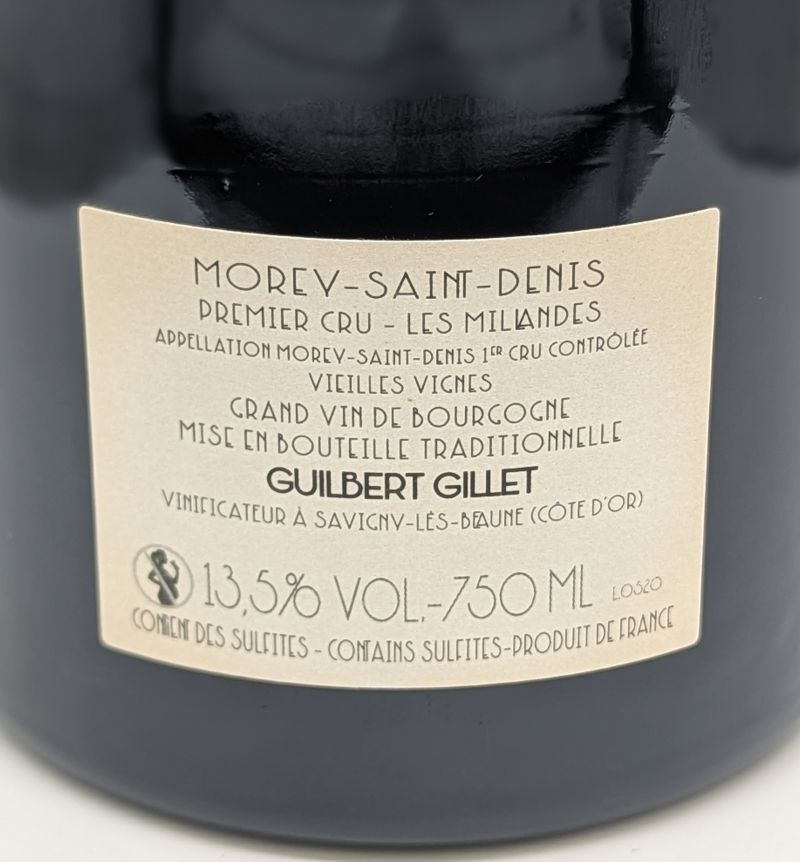 MOREY-SAINT-DENIS
PREMIER CRU - LES MILLANDES
APPELLATION MOREY-SAINT-DENIS 1ER CRU CONTRÔLÉE
VIEILLES VIGNES
GRAND VIN DE BOURGOGNE
MISE EN BOUTEILLE TRADITIONNELLE
GUILBERT GILLET
VINIFICATEUR À SAVIGNY-LÈS-BEAUNE (CÔTE D'OR)
13,5% VOL.-750 ML L0520
CONTIENT DES SULFITES - CONTAINS SULFITES-PRODUIT DE FRANCE